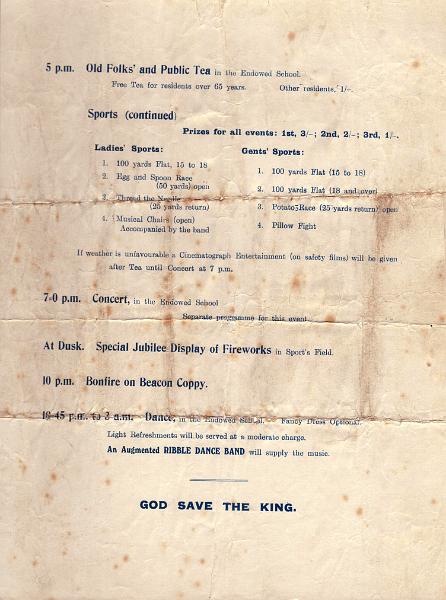 5 p.m. Old Folks' and Public Tea in the Endowed School.
Free Tea for residents over 65 years. Other residents, 1/-.
Sports (continued)
Prizes for all events: 1st, 3/-; 2nd, 2/-; 3rd, 1/-.
Ladies' Sports:
1. 100 yards Flat, 15 to 18
2. Egg and Spoon Race
(50 yards) open
3. Thread the Needle
(25 yards return)
4. Musical Chairs (open)
Accompanied by the band
Gents' Sports:
1. 100 yards Flat (15 to 18)
2. 100 yards Flat (18 and over)
3. Potato Race (25 yards return) open
4. Pillow Fight
If weather is unfavourable a Cinematograph Entertainment (on safety films) will be given
after Tea until Concert at 7 p.m.
7-0 p.m. Concert, in the Endowed School
Separate programme for this event.
At Dusk. Special Jubilee Display of Fireworks in Sport's Field.
10 p.m. Bonfire on Beacon Coppy.
p.m. to a.m. Dance, in the Endowed School. Fancy Dress Optional.
Light Refreshments will be served at a moderate charge.
An Augmented RIBBLE DANCE BAND will supply the music.
GOD SAVE THE KING.